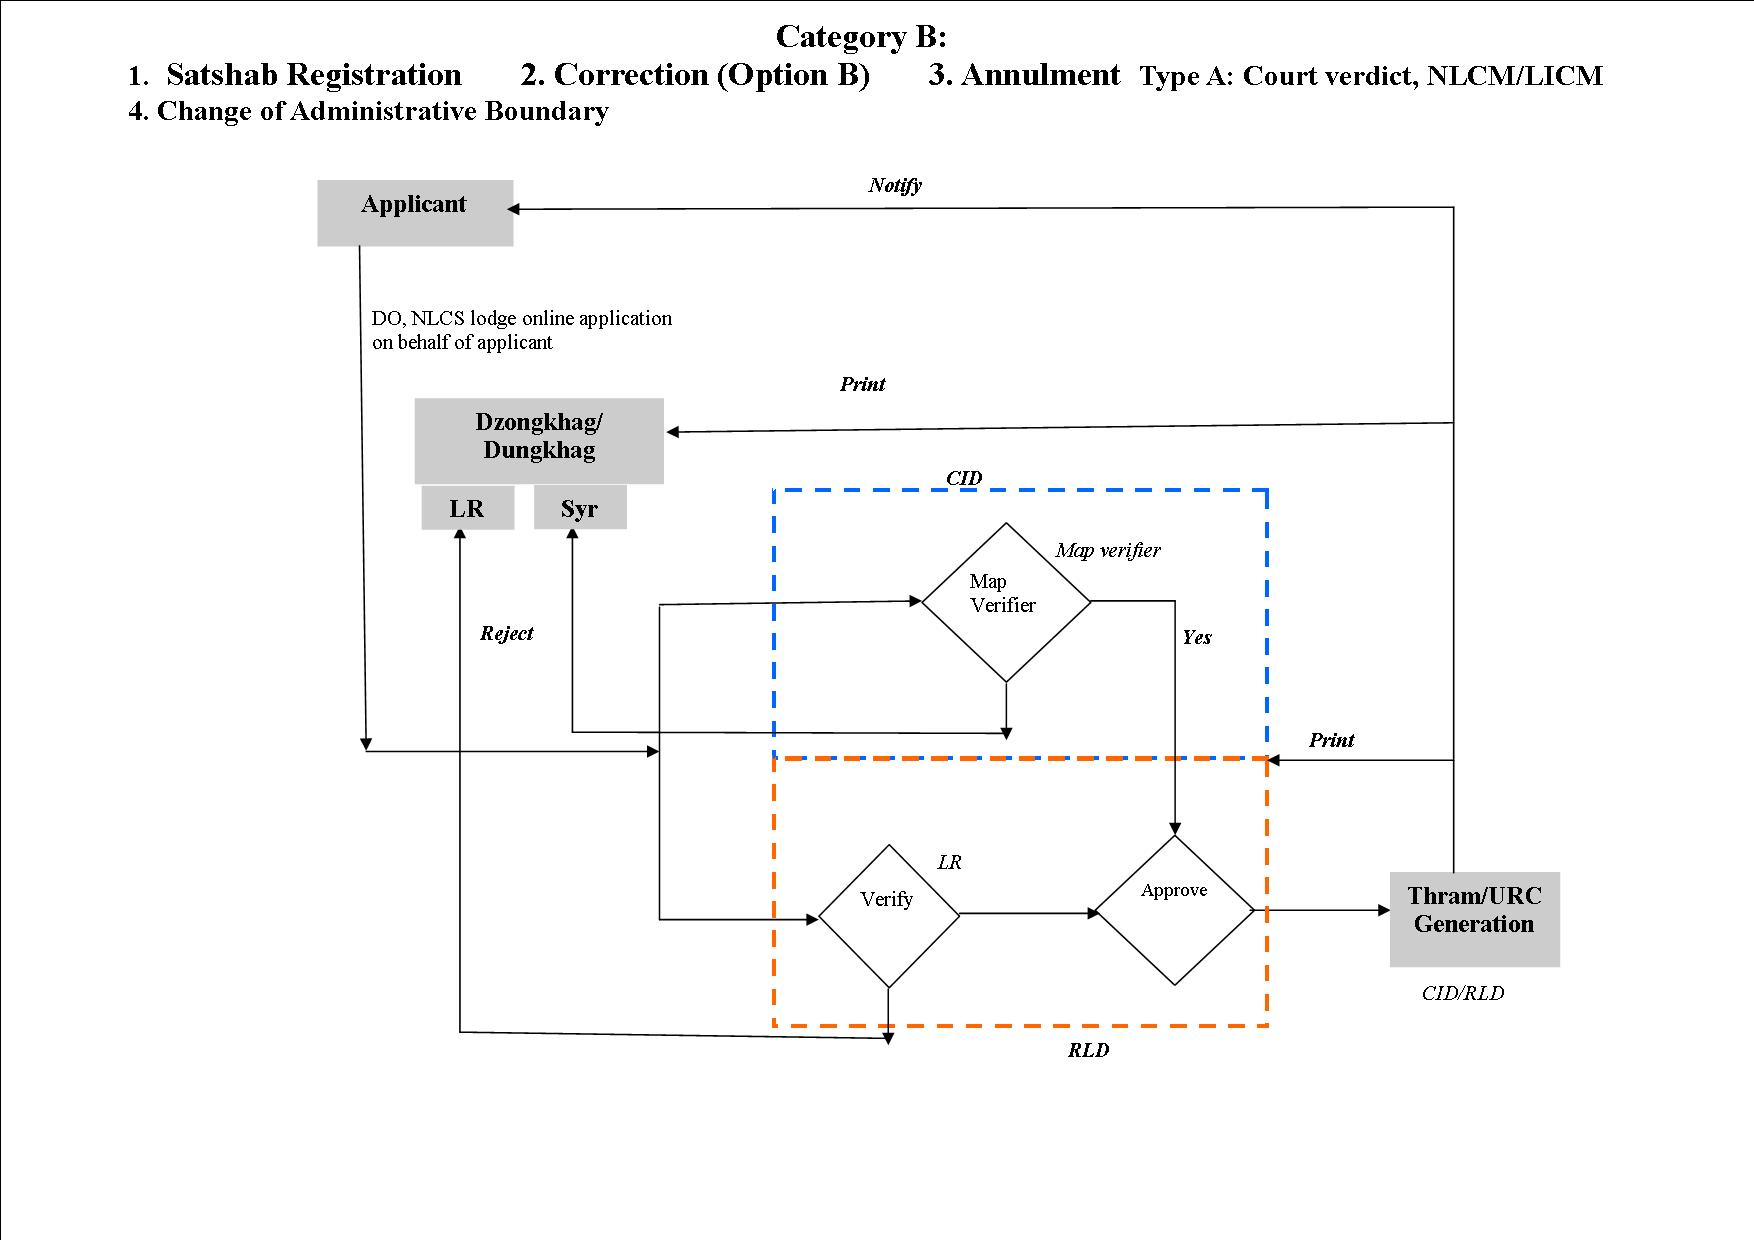 Category B:
1. Satshab Registration 2. Correction (Option B) 3. Annulment Type A: Court verdict, NLCM/LICM
4. Change of Administrative Boundary
Notify
Applicant
DO, NLCS lodge online application
on behalf of applicant
Print
Dzongkhag/
Dungkhag
LR
Syr
CID
Map verifier
Map
Verifier
Reject
Yes
Print
LR
Verify
Approve
Thram/URC
Generation
CID/RLD
RLD